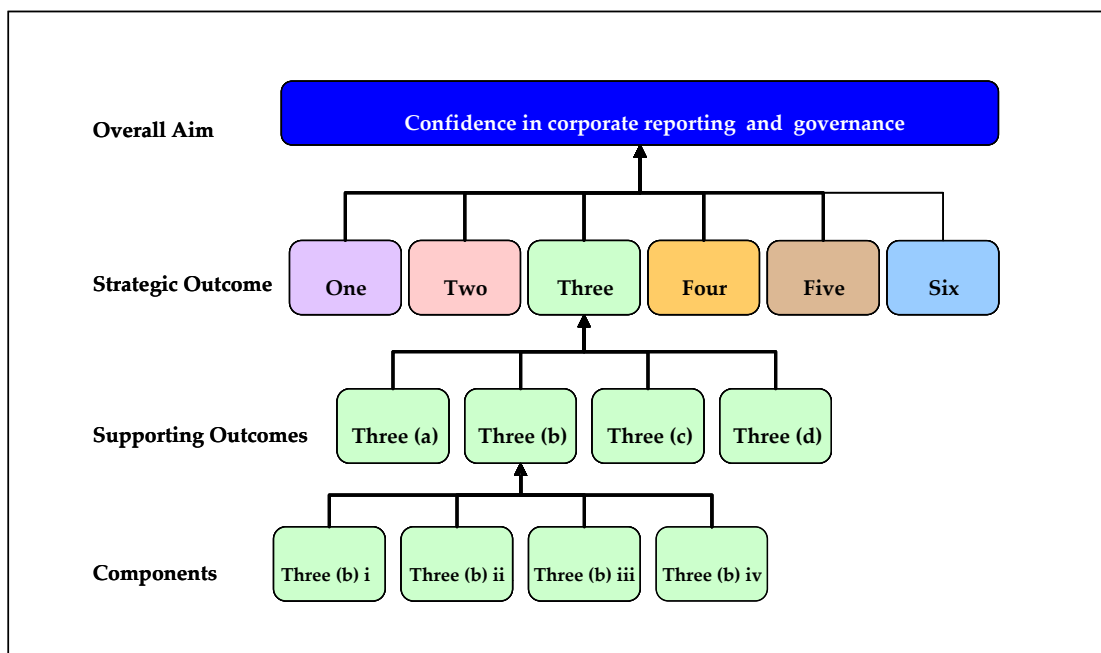 Overall Aim
Confidence in corporate reporting and governance
Strategic Outcome
One
Two
Three
Four
Five
Six
Supporting Outcomes
Three (a)
Three (b)
Three (c)
Three (d)
Components
Three (b) i
Three (b) ii
Three (b) iii
Three (b) iv